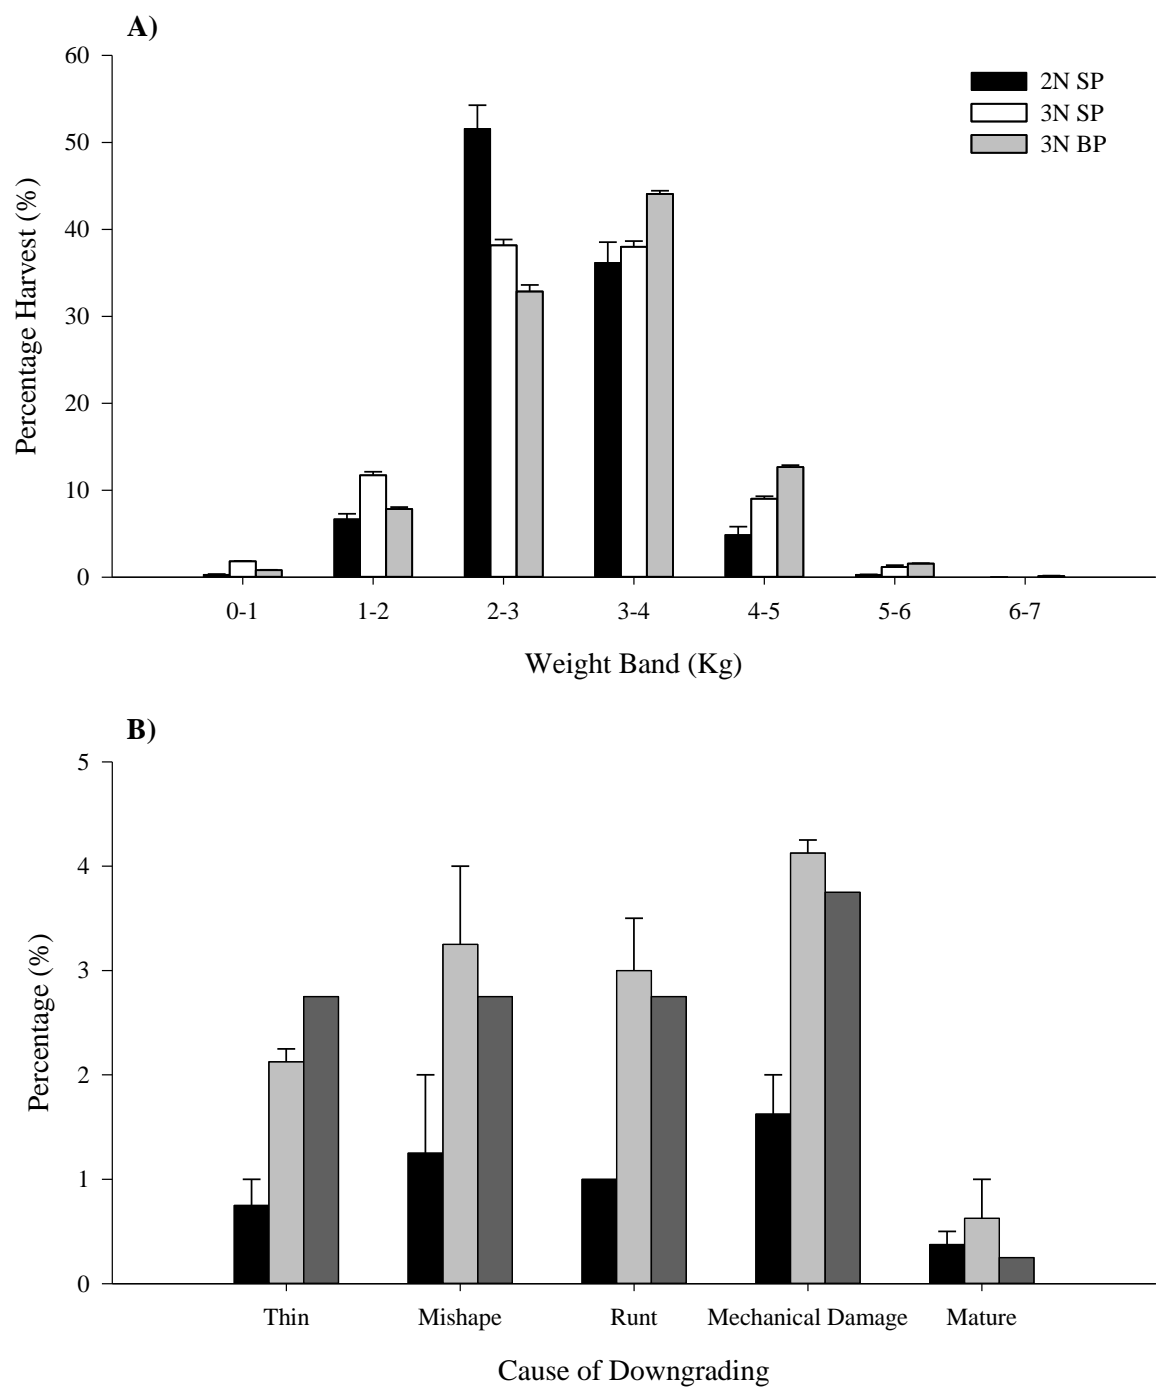 A)
60
50
40
30
20
10
0
Percentage Harvest (%)
2N SP
3N SP
3N BP
0-1 1-2 2-3 3-4 4-5 5-6 6-7
Weight Band (Kg)
B)
5
4
3
2
1
0
Percentage (%)
Thin Mishape Runt Mechanical Damage Mature
Cause of Downgrading